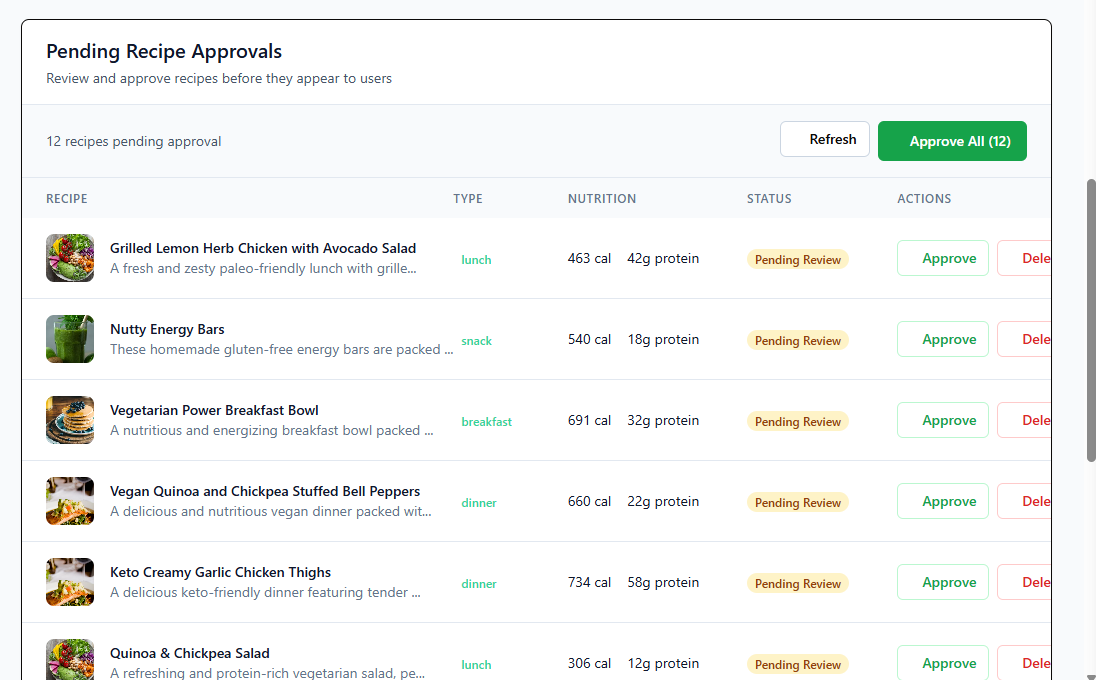 Pending Recipe Approvals
Review and approve recipes before they appear to users
12 recipes pending approval
Refresh
Approve All (12)
RECIPE TYPE NUTRITION STATUS ACTIONS
Grilled Lemon Herb Chicken with Avocado Salad
A fresh and zesty paleo-friendly lunch with grille...
lunch 463 cal 42g protein Pending Review Approve Dele
Nutty Energy Bars
These homemade gluten-free energy bars are packed ...
snack 540 cal 18g protein Pending Review Approve Dele
Vegetarian Power Breakfast Bowl
A nutritious and energizing breakfast bowl packed ...
breakfast 691 cal 32g protein Pending Review Approve Dele
Vegan Quinoa and Chickpea Stuffed Bell Peppers
A delicious and nutritious vegan dinner packed wit...
dinner 660 cal 22g protein Pending Review Approve Dele
Keto Creamy Garlic Chicken Thighs
A delicious keto-friendly dinner featuring tender ...
dinner 734 cal 58g protein Pending Review Approve Dele
Quinoa & Chickpea Salad
A refreshing and protein-rich vegetarian salad, pe...
lunch 306 cal 12g protein Pending Review Approve Dele